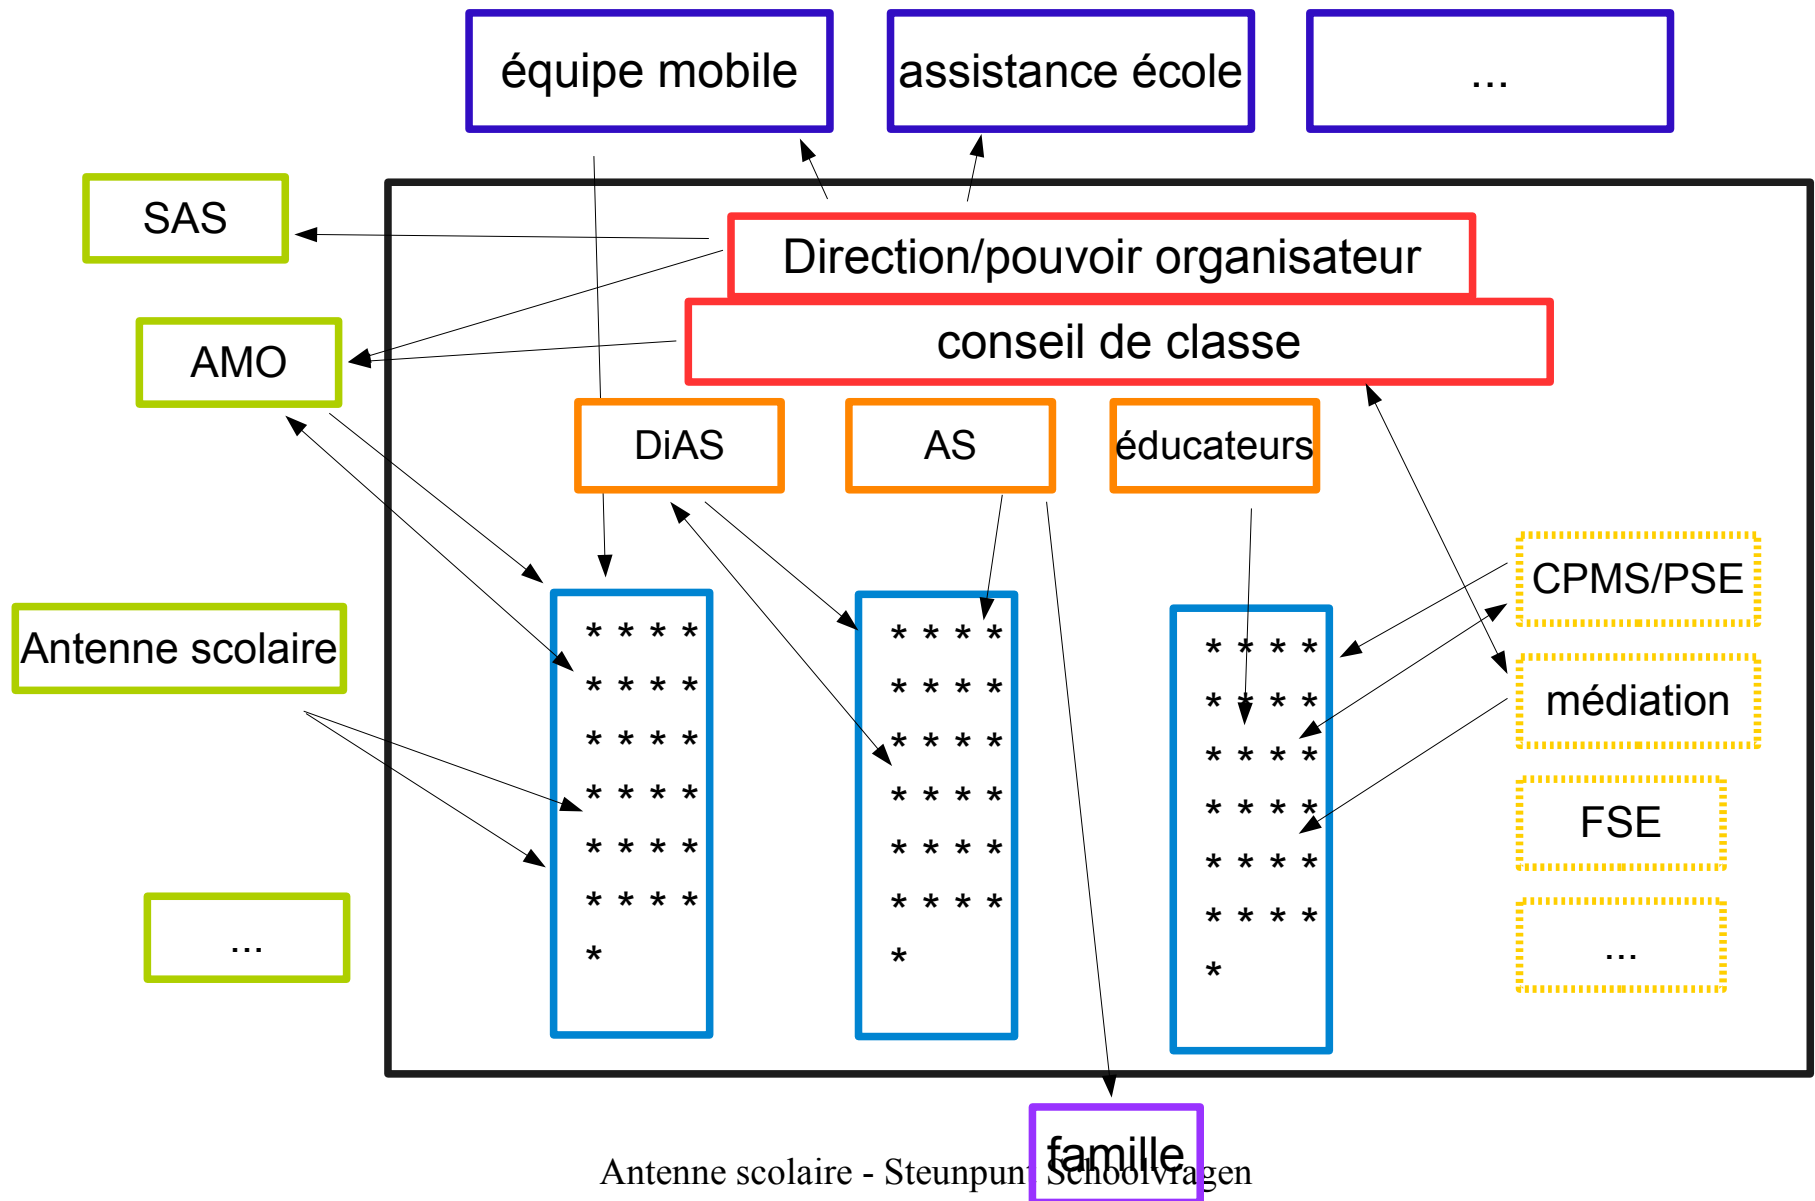 équipe mobile
assistance école
...
SAS
Direction/pouvoir organisateur
AMO
conseil de classe
DiAS
AS
éducateurs
CPMS/PSE
Antenne scolaire
médiation
FSE
...
...
* * * *
* * * *
* * * *
* * * *
* * * *
* * * *
*
* * * *
* * * *
* * * *
* * * *
* * * *
* * * *
*
* * * *
* * * *
* * * *
* * * *
* * * *
* * * *
*
famille
Antenne scolaire - Steunpunt Schoolvragen